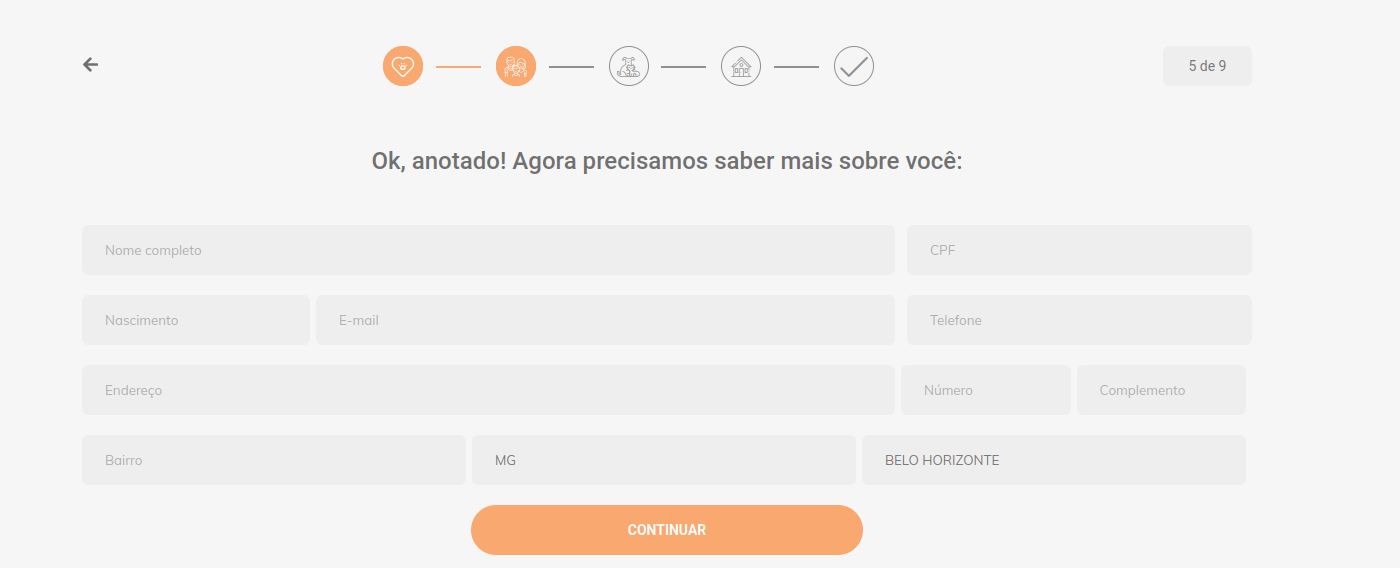 5 de 9
Ok, anotado! Agora precisamos saber mais sobre você:
Nome completo CPF
Nascimento E-mail Telefone
Endereço Número Complemento
Bairro MG BELO HORIZONTE
CONTINUAR